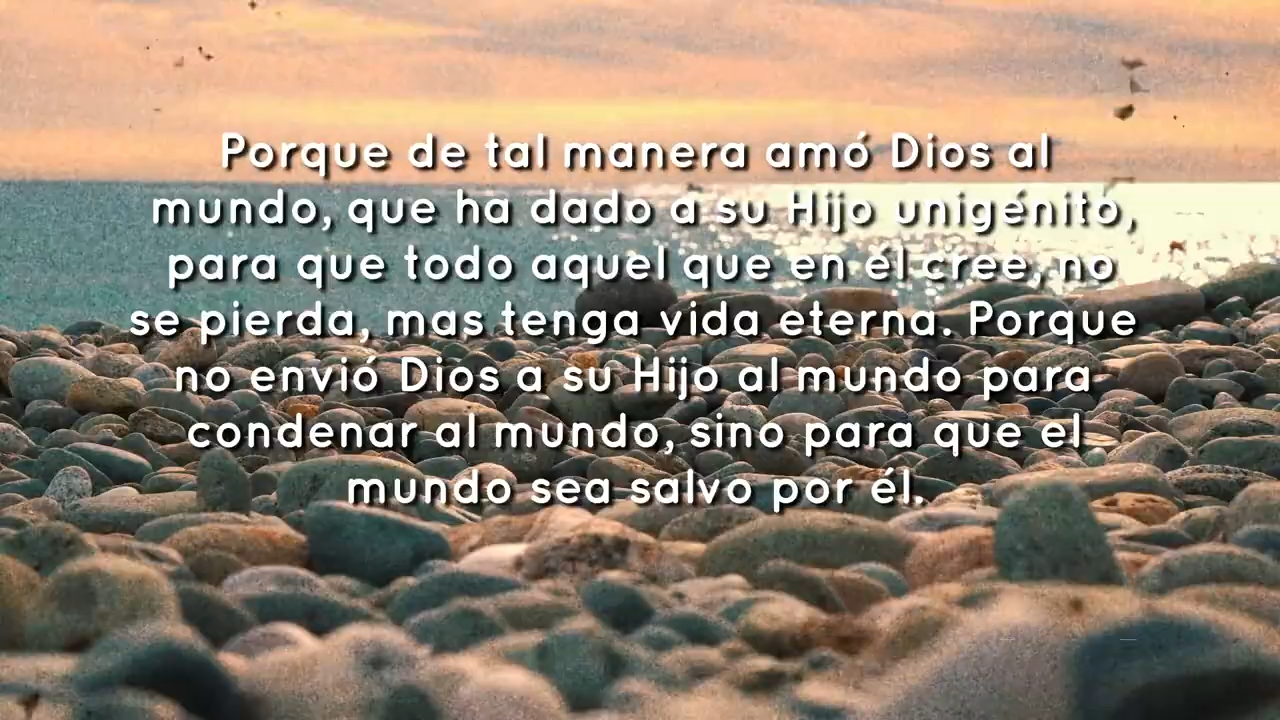 Porque de tal manera amó Dios al
mundo, que ha dado a su Hijo unigénito,
para que todo aquel que en él cree, no
se pierda, mas tenga vida eterna. Porque
no envió Dios a su Hijo al mundo para
condenar al mundo, sino para que el
mundo sea salvo por él.